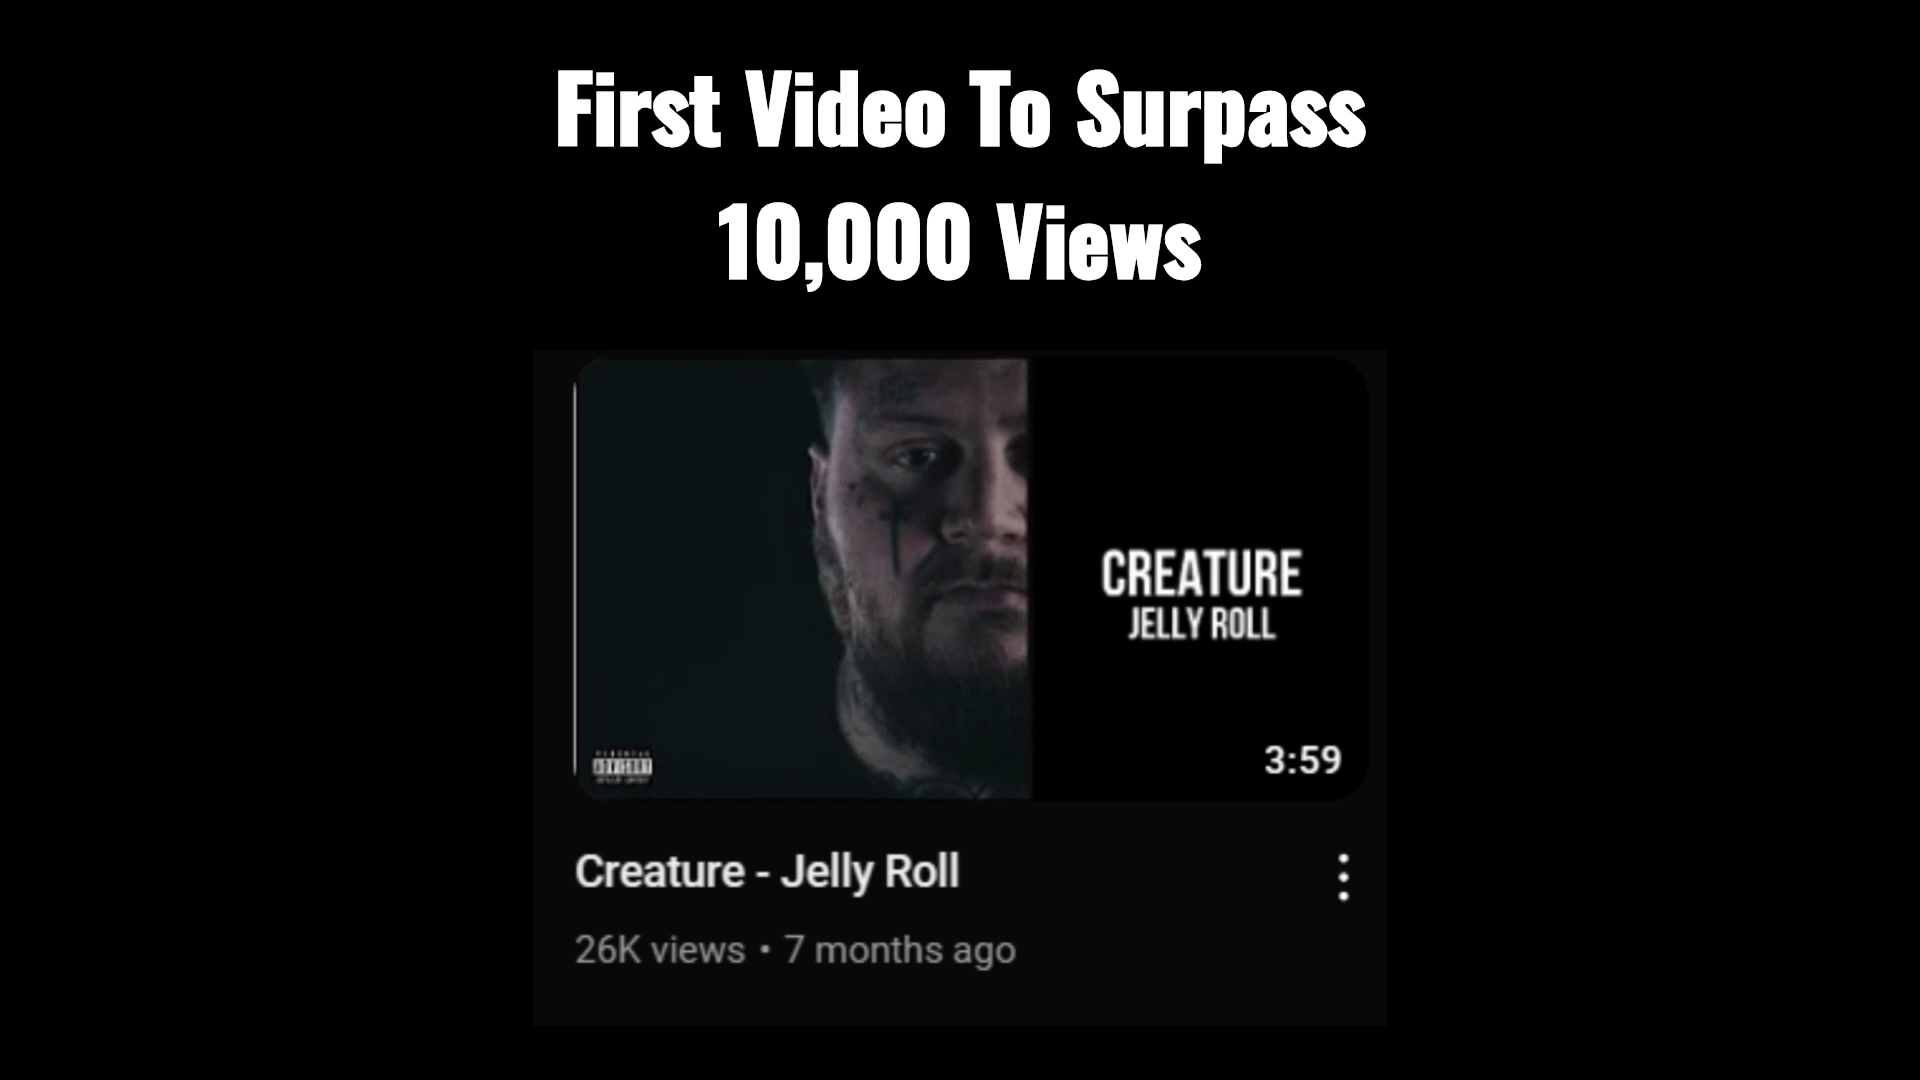 First Video To Surpass
10,000 Views
CREATURE
JELLY ROLL
ADVISORY
3:59
Creature - Jelly Roll
26K views • 7 months ago